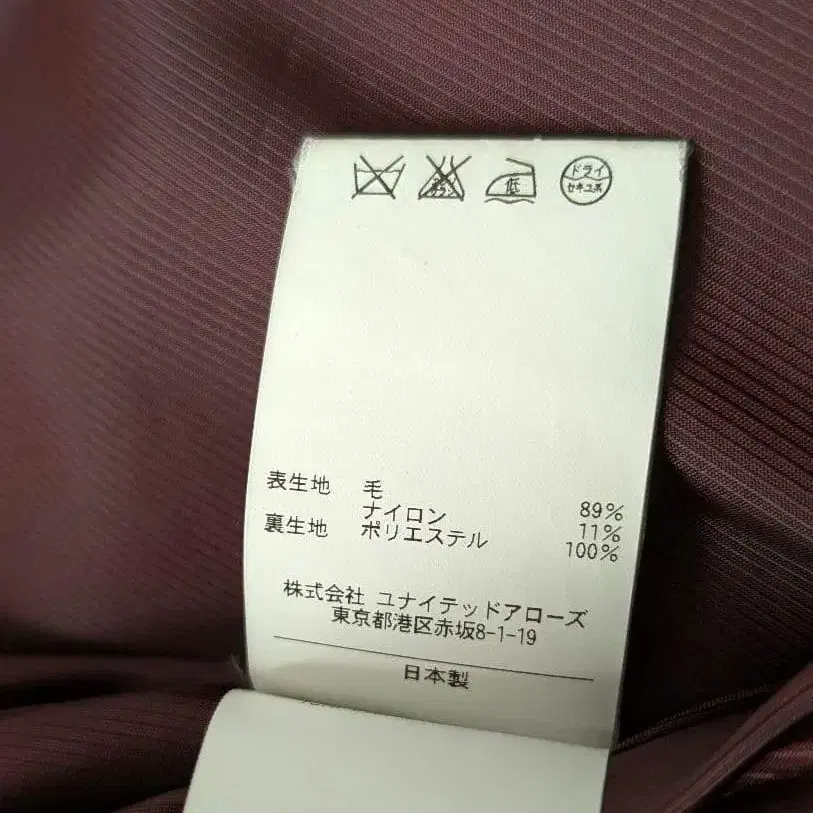 低
ドライ
セキユ系
表生地 毛 89%
ナイロン 11%
裏生地 ポリエステル 100%
株式会社 ユナイテッドアローズ
東京都港区赤坂8-1-19
日本製